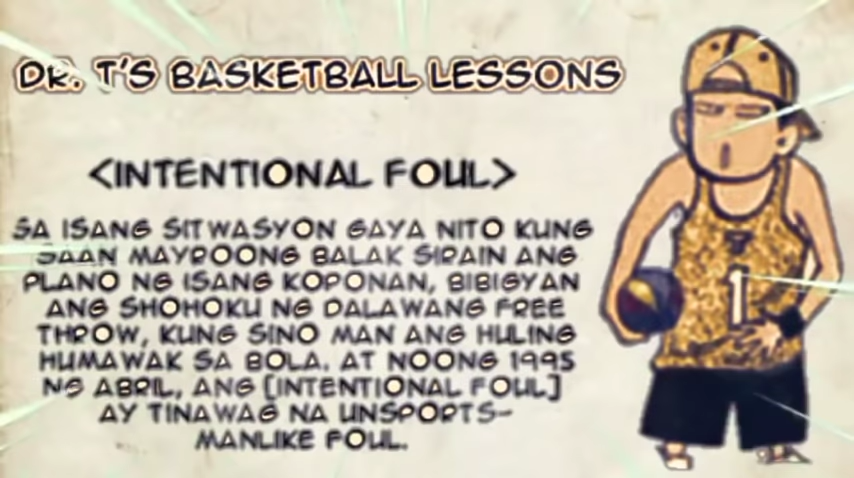 DR. T'S BASKETBALL LESSONS
<INTENTIONAL FOUL>
SA ISANG SITWASYON GAYA NITO KUNG
SAAN MAYROONG BALAK SIRAIN ANG
PLANO NG ISANG KOPONAN, BIBIGYAN
ANG SHOHOKU NG DALAWANG FREE
THROW, KUNG SINO MAN ANG HULING
HUMAWAK SA BOLA. AT NOONG 1995
NG ABRIL, ANG [INTENTIONAL FOUL]
AY TINAWAG NA UNSPORTS-
MANLIKE FOUL.
T
1